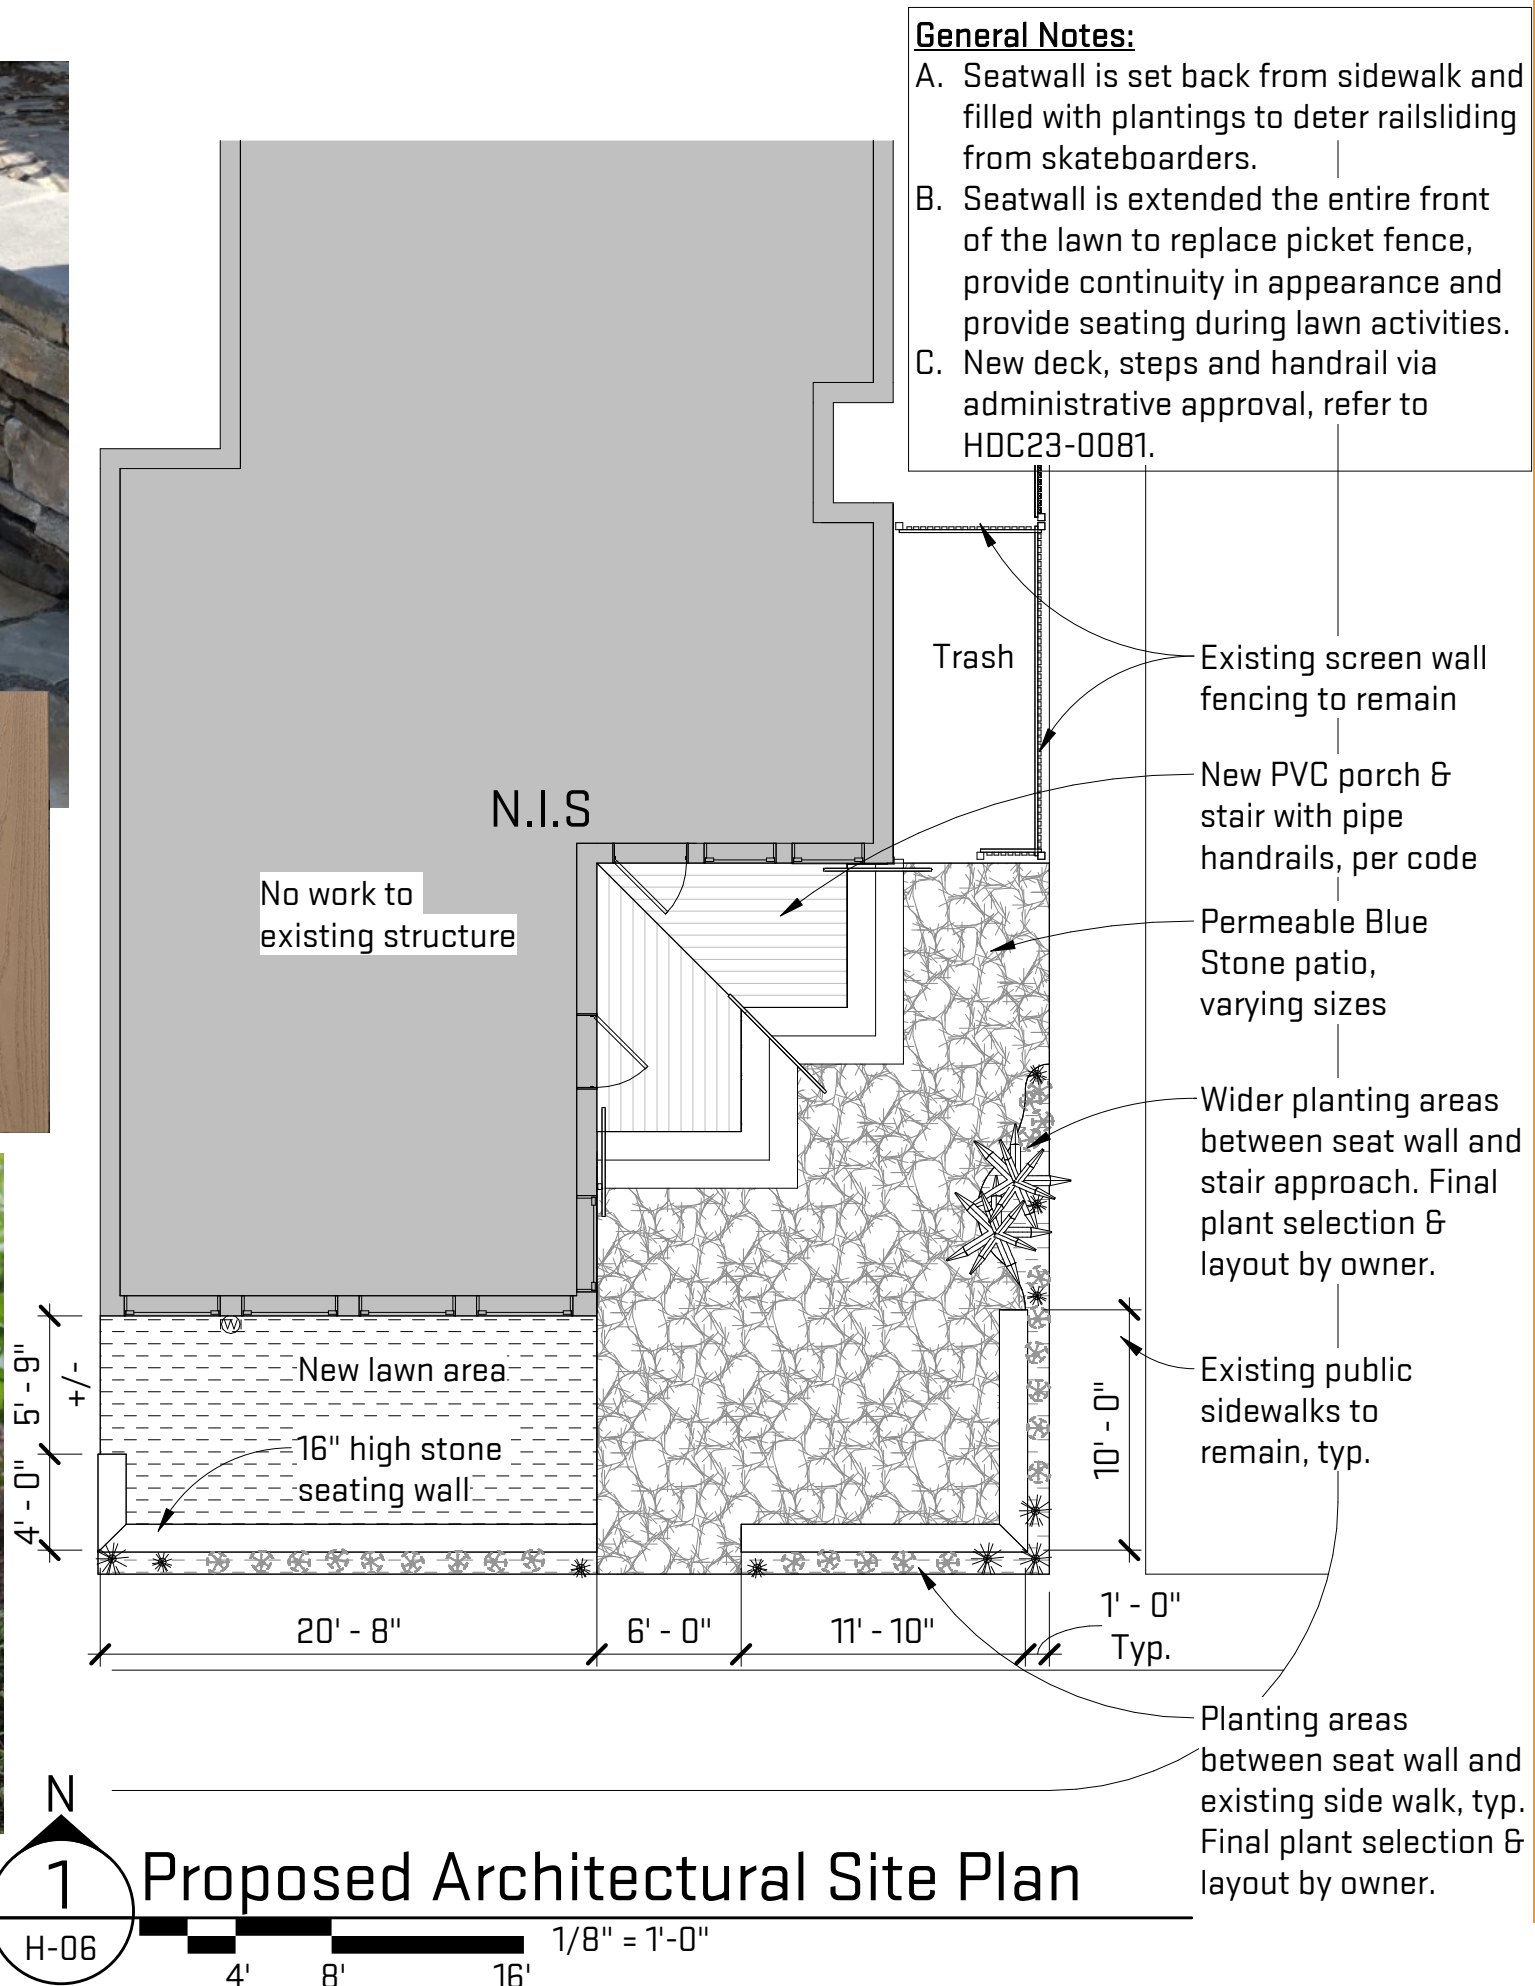 General Notes:
A. Seatwall is set back from sidewalk and
filled with plantings to deter railsliding
from skateboarders.
B. Seatwall is extended the entire front
of the lawn to replace picket fence,
provide continuity in appearance and
provide seating during lawn activities.
C. New deck, steps and handrail via
administrative approval, refer to
HDC23-0081.
Trash
Existing screen wall
fencing to remain
New PVC porch &
stair with pipe
handrails, per code
N.I.S
No work to
existing structure
Permeable Blue
Stone patio,
varying sizes
Wider planting areas
between seat wall and
stair approach. Final
plant selection &
layout by owner.
W
New lawn area
16" high stone
seating wall
5' - 9"
+/-
4' - 0"
10' - 0"
Existing public
sidewalks to
remain, typ.
20' - 8"
6' - 0"
11' - 10"
1' - 0"
Typ.
Planting areas
between seat wall and
existing side walk, typ.
Final plant selection &
layout by owner.
N
1
H-06
Proposed Architectural Site Plan
1/8" = 1'-0"
4' 8' 16'